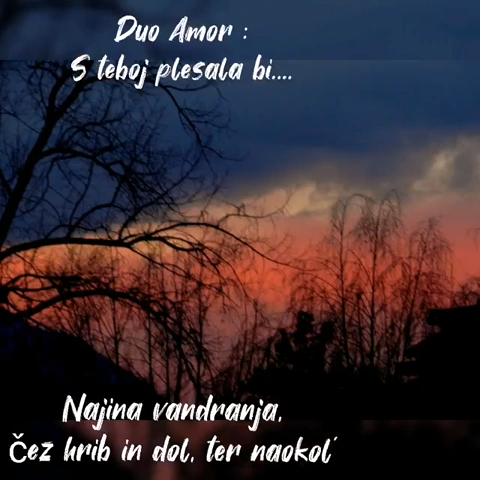 Duo Amor :
S teboj plesala bi....
Najina vandranja,
Čez hrib in dol, ter naokol'